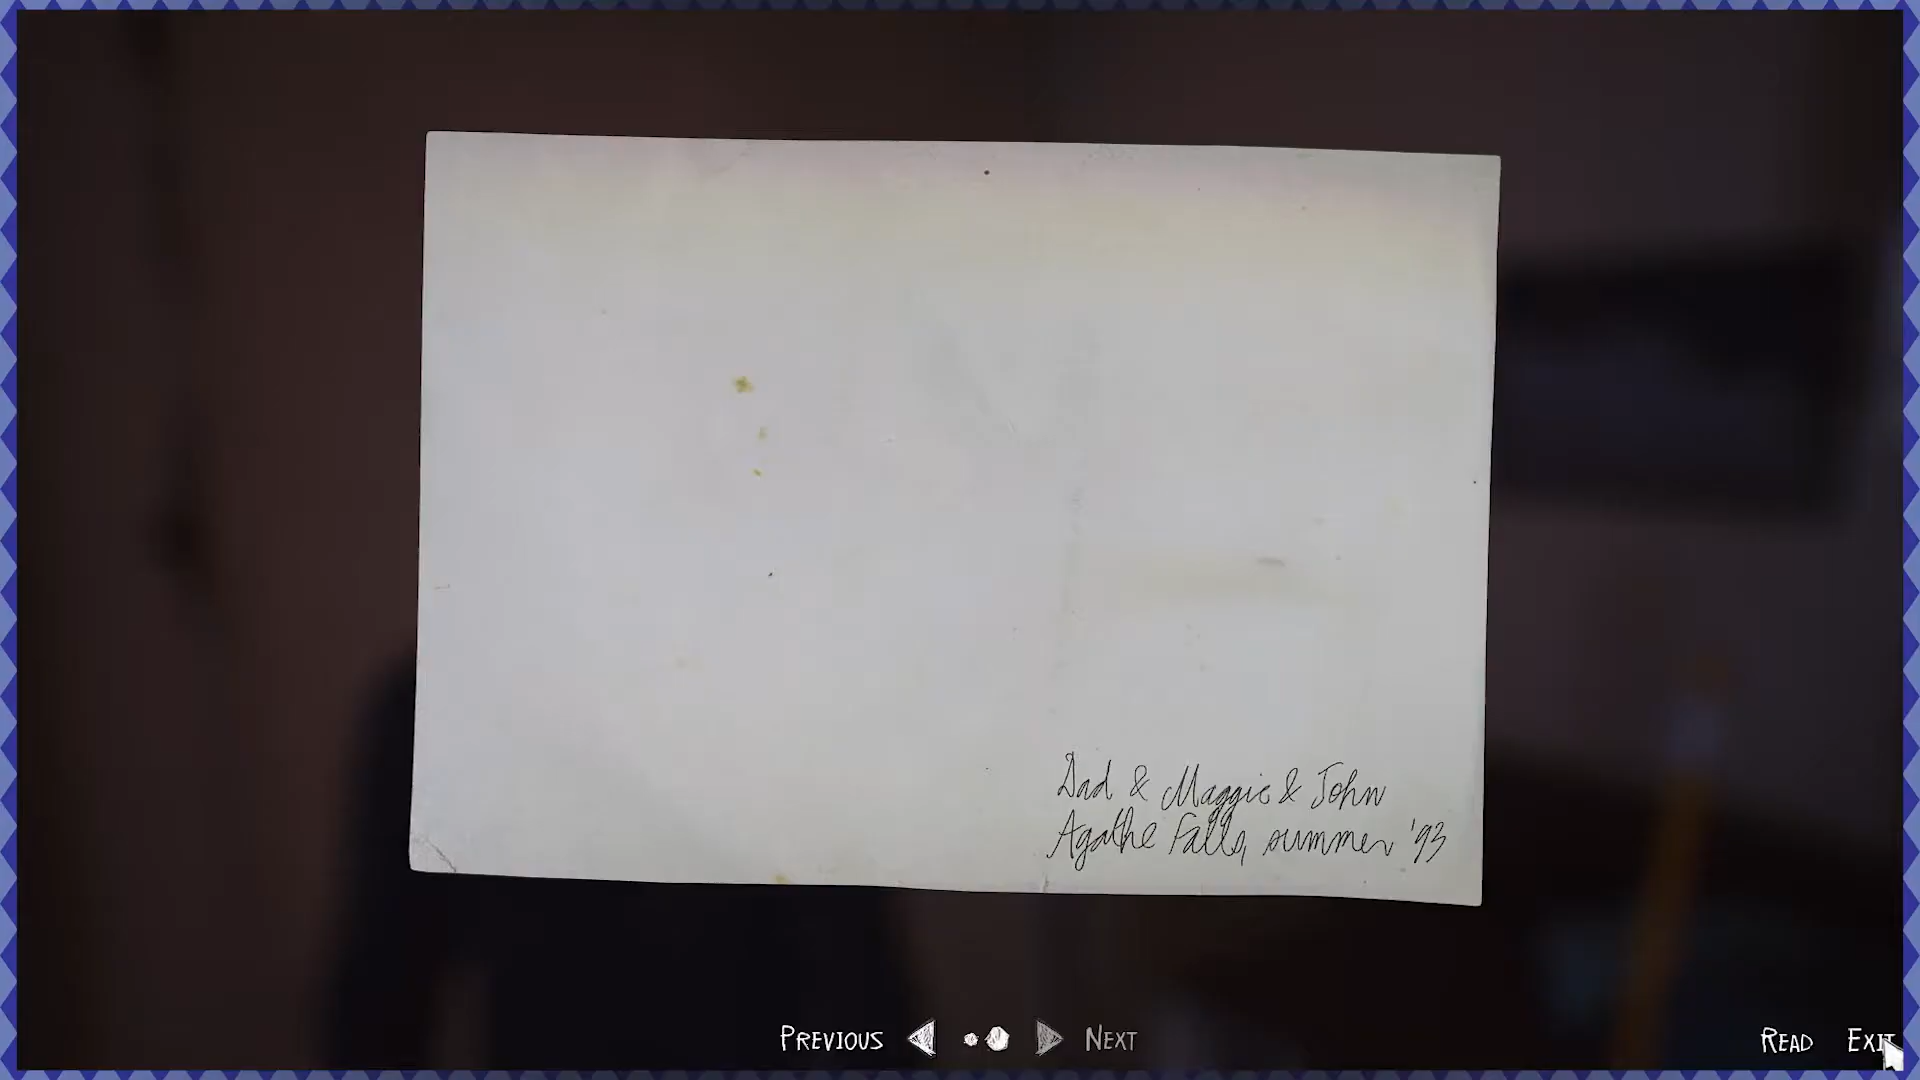 Dad & Maggie & John
Agathe Falls, summer '93
PREVIOUS
NEXT
READ
EXIT